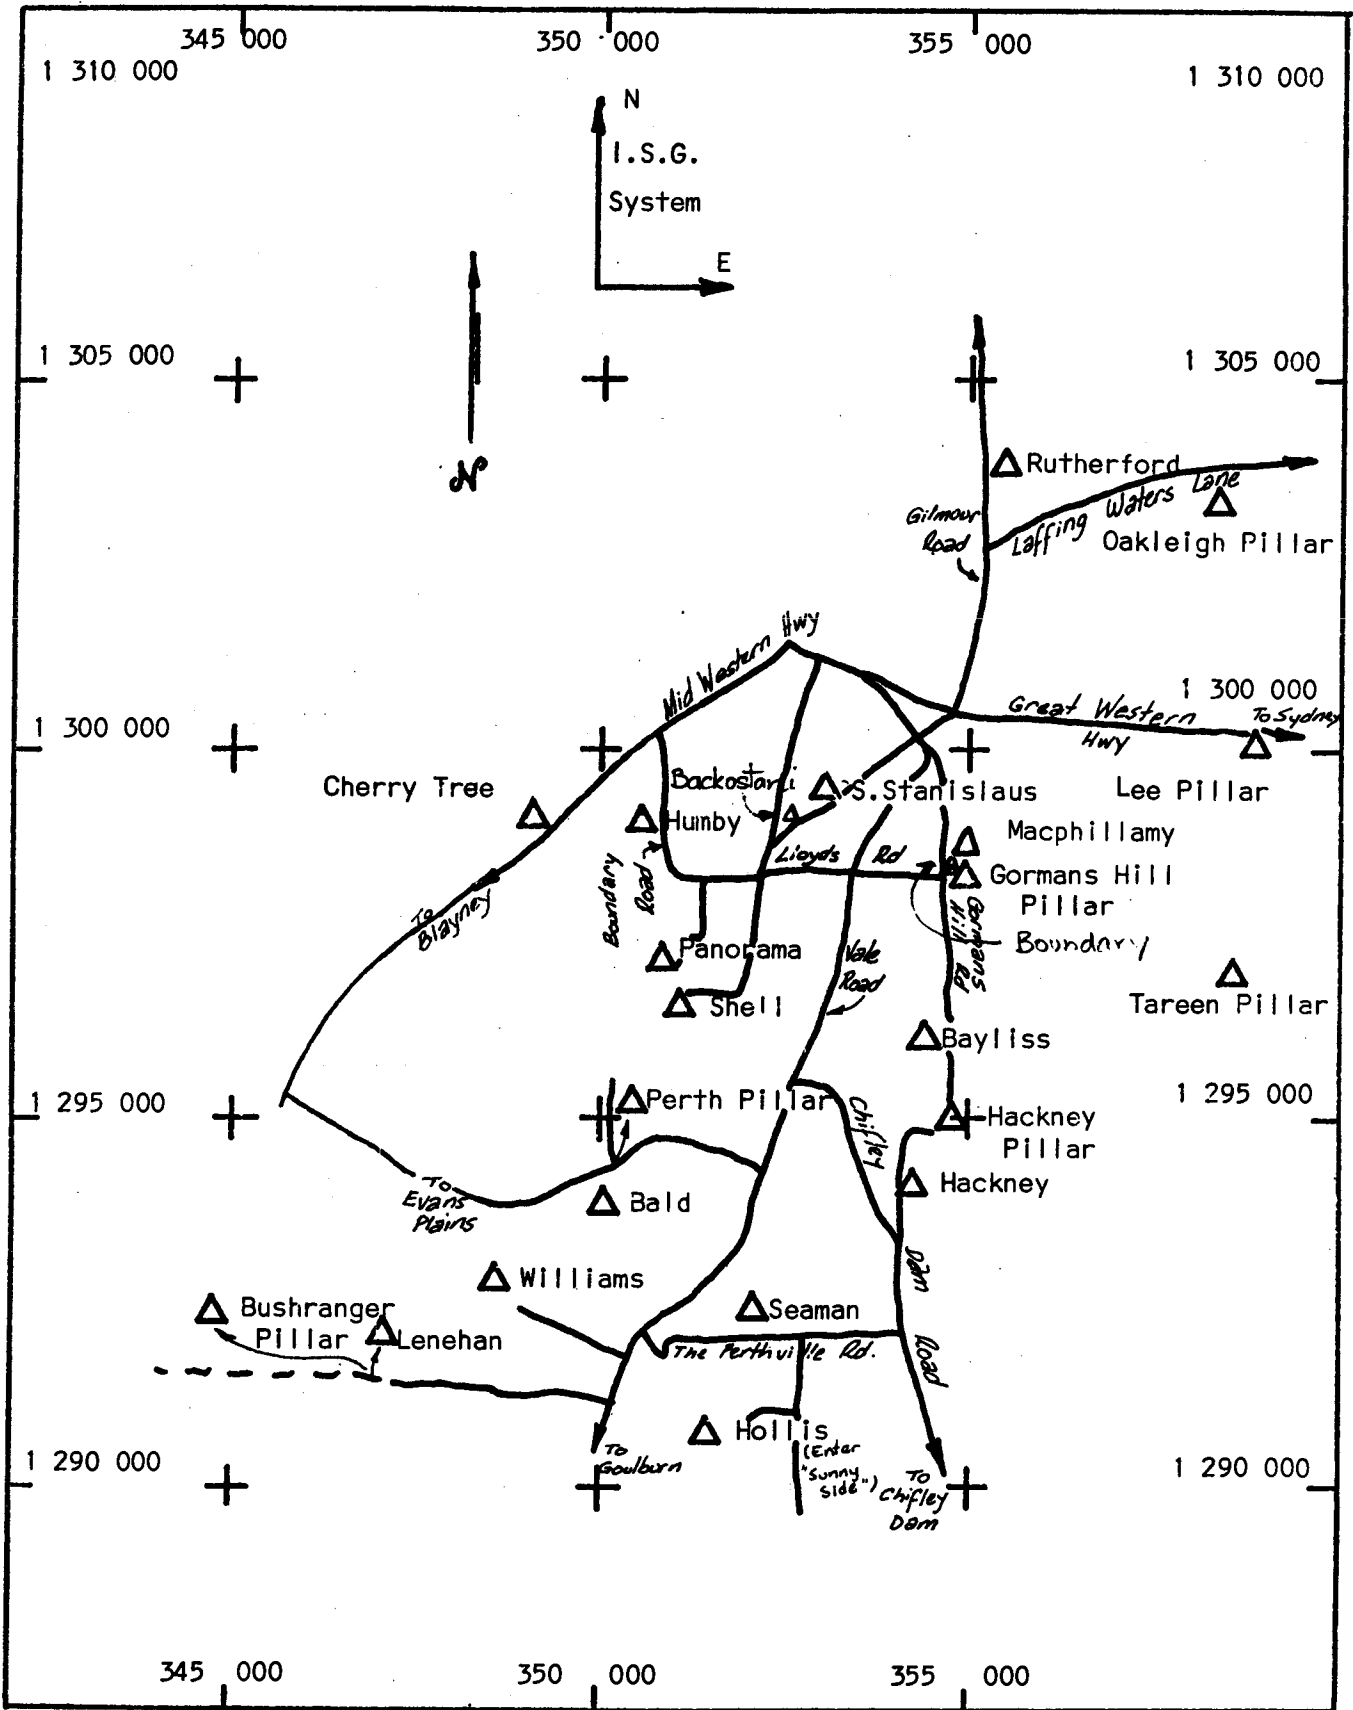 345 000
350 000
355 000
1 310 000
1 310 000
N
I.S.G.
System
E
1 305 000
1 305 000
N
Rutherford
Gilmour
Road
Laffing Waters Lane
Oakleigh Pillar
Mid Western Hwy
1 300 000
Great Western
Hwy
To Sydney
1 300 000
Cherry Tree
Backostarli
S.Stanislaus
Lee Pillar
Humby
Macphillamy
Lloyds Rd
Boundary
Road
Gormans Hill
Pillar
To
Blayney
Gormans
Hill Rd
Boundary
Panorama
Vale
Road
Shell
Tareen Pillar
Bayliss
1 295 000
Perth Pillar
1 295 000
Chifley
Hackney
Pillar
To
Evans
Plains
Bald
Hackney
Dam
Road
Williams
Bushranger
Pillar
Lenehan
Seaman
The Perthville Rd.
Hollis
(Enter
"Sunny
Side")
To
Goulburn
1 290 000
To
Chifley
Dam
1 290 000
345 000
350 000
355 000